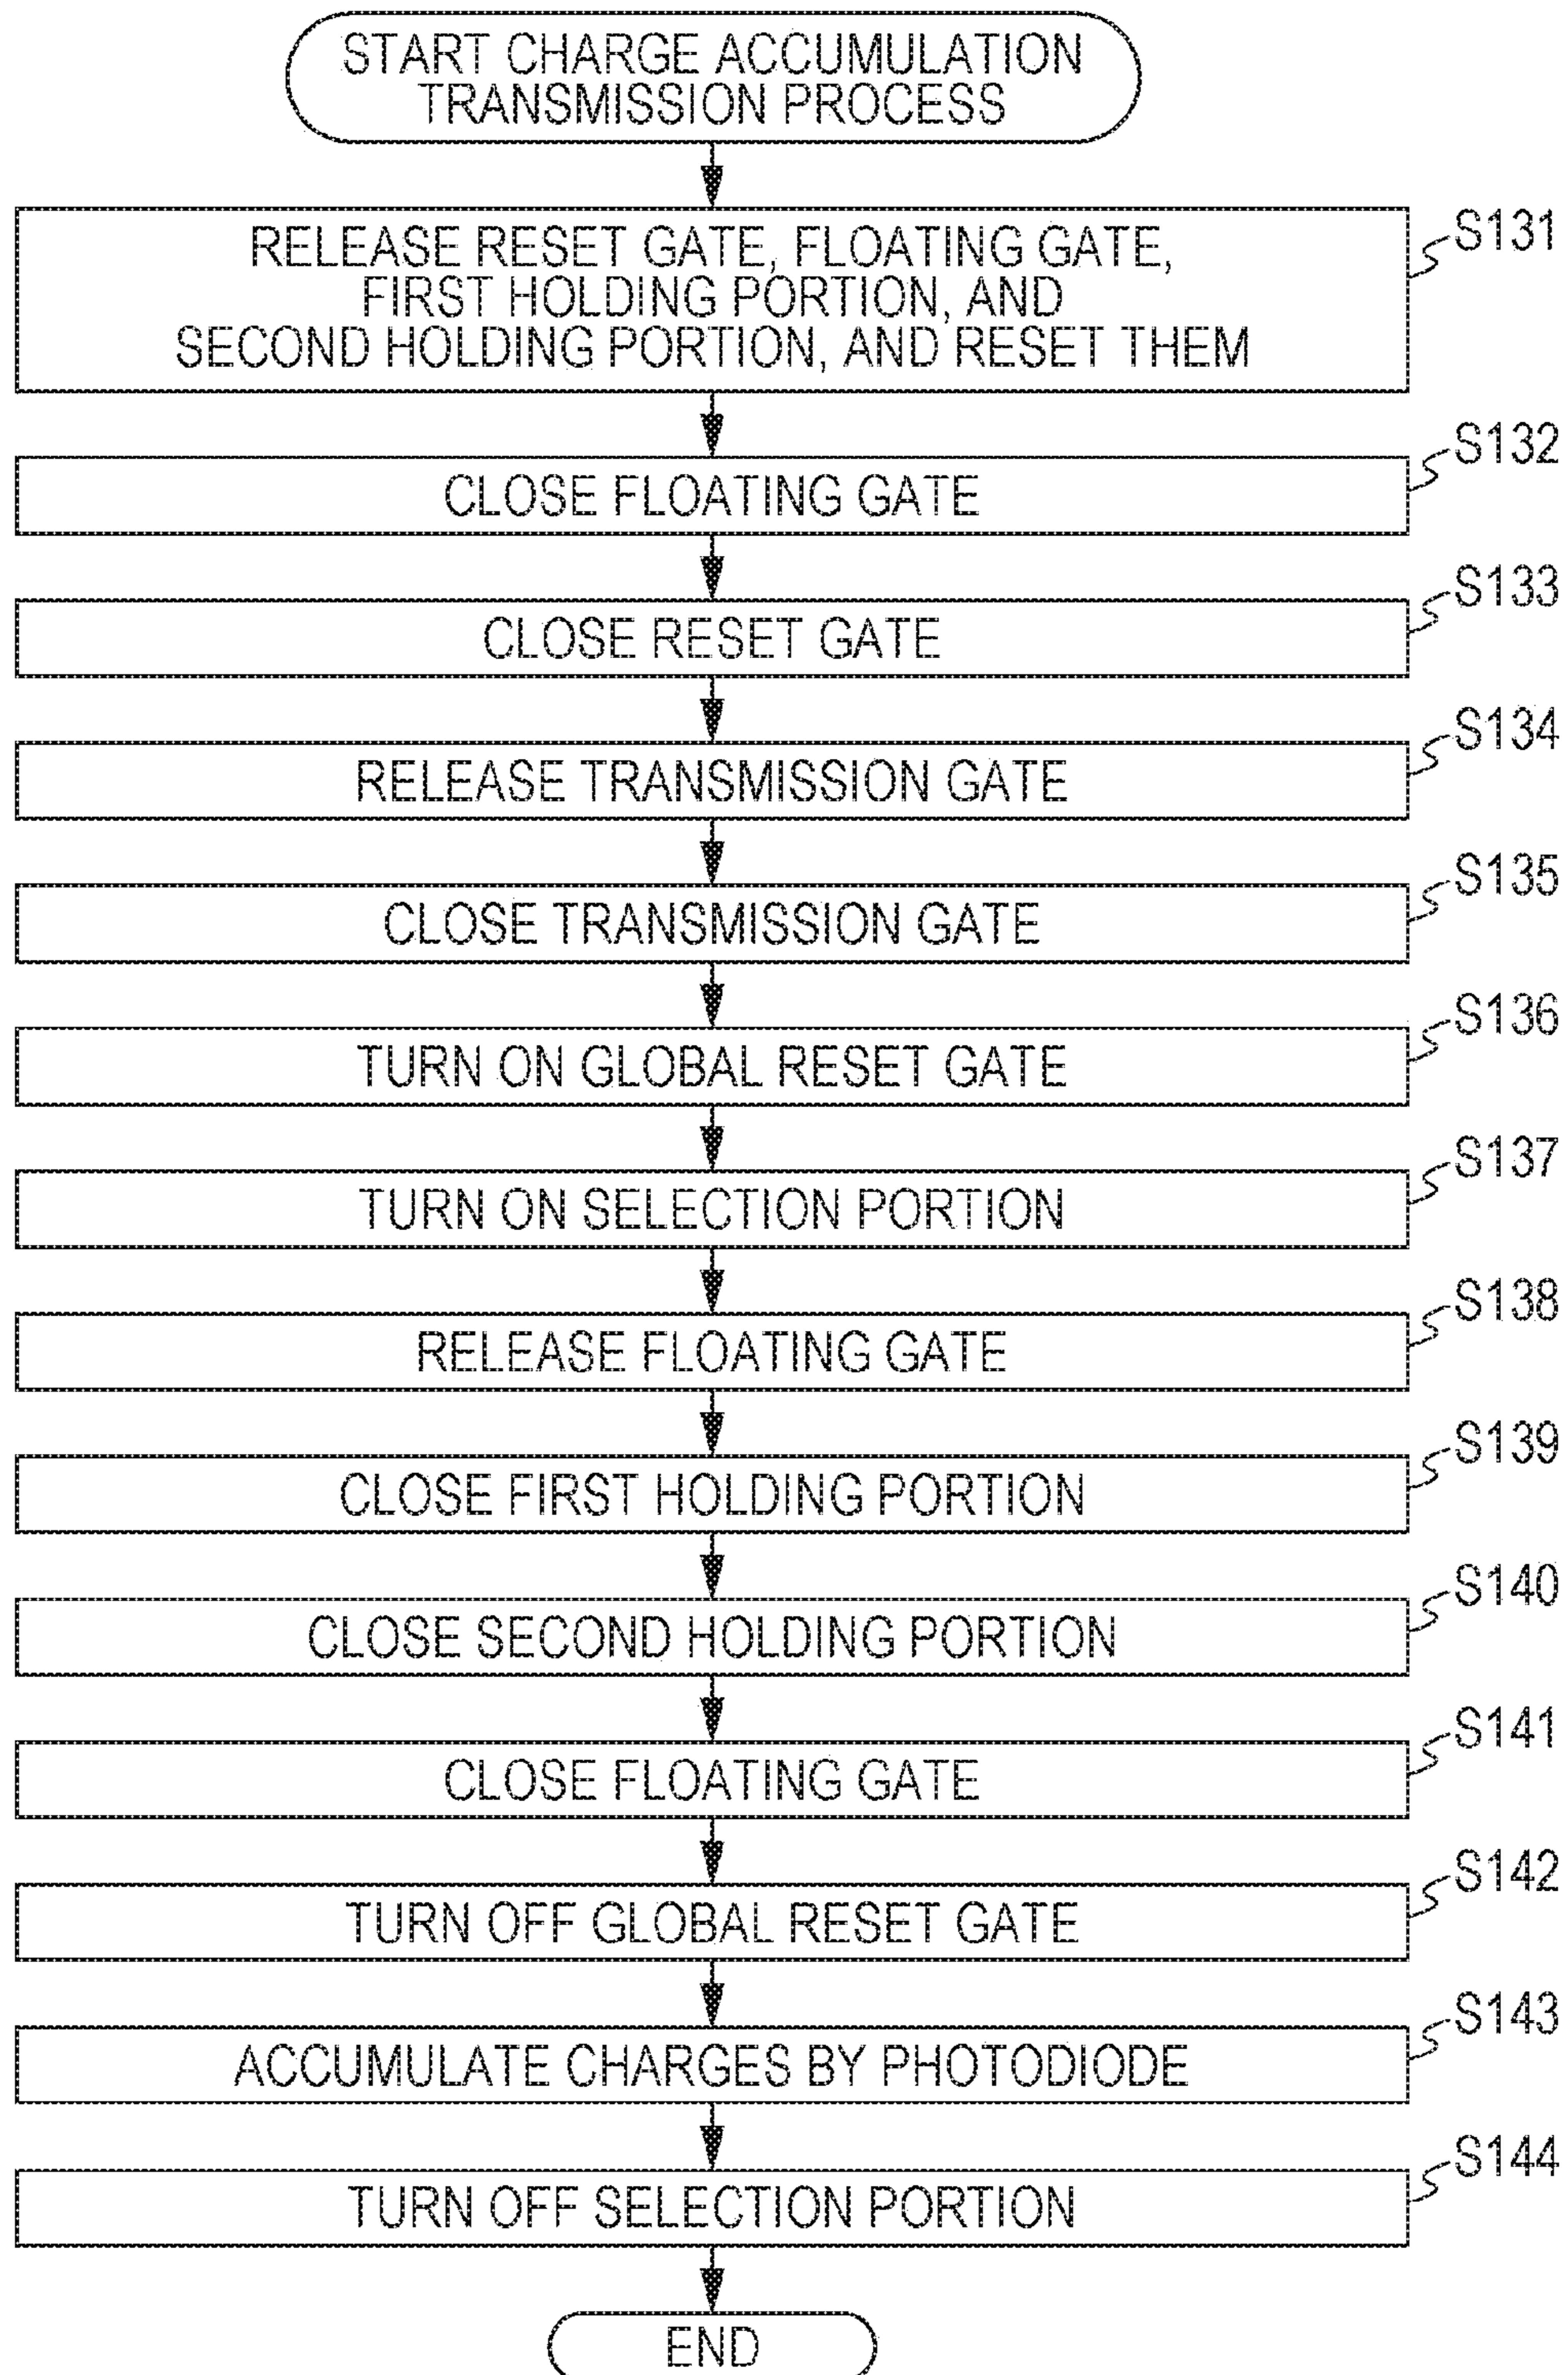 START CHARGE ACCUMULATION
TRANSMISSION PROCESS
RELEASE RESET GATE, FLOATING GATE,
FIRST HOLDING PORTION, AND
SECOND HOLDING PORTION, AND RESET THEM
S131
CLOSE FLOATING GATE
S132
CLOSE RESET GATE
S133
RELEASE TRANSMISSION GATE
S134
CLOSE TRANSMISSION GATE
S135
TURN ON GLOBAL RESET GATE
S136
TURN ON SELECTION PORTION
S137
RELEASE FLOATING GATE
S138
CLOSE FIRST HOLDING PORTION
S139
CLOSE SECOND HOLDING PORTION
S140
CLOSE FLOATING GATE
S141
TURN OFF GLOBAL RESET GATE
S142
ACCUMULATE CHARGES BY PHOTODIODE
S143
TURN OFF SELECTION PORTION
S144
END